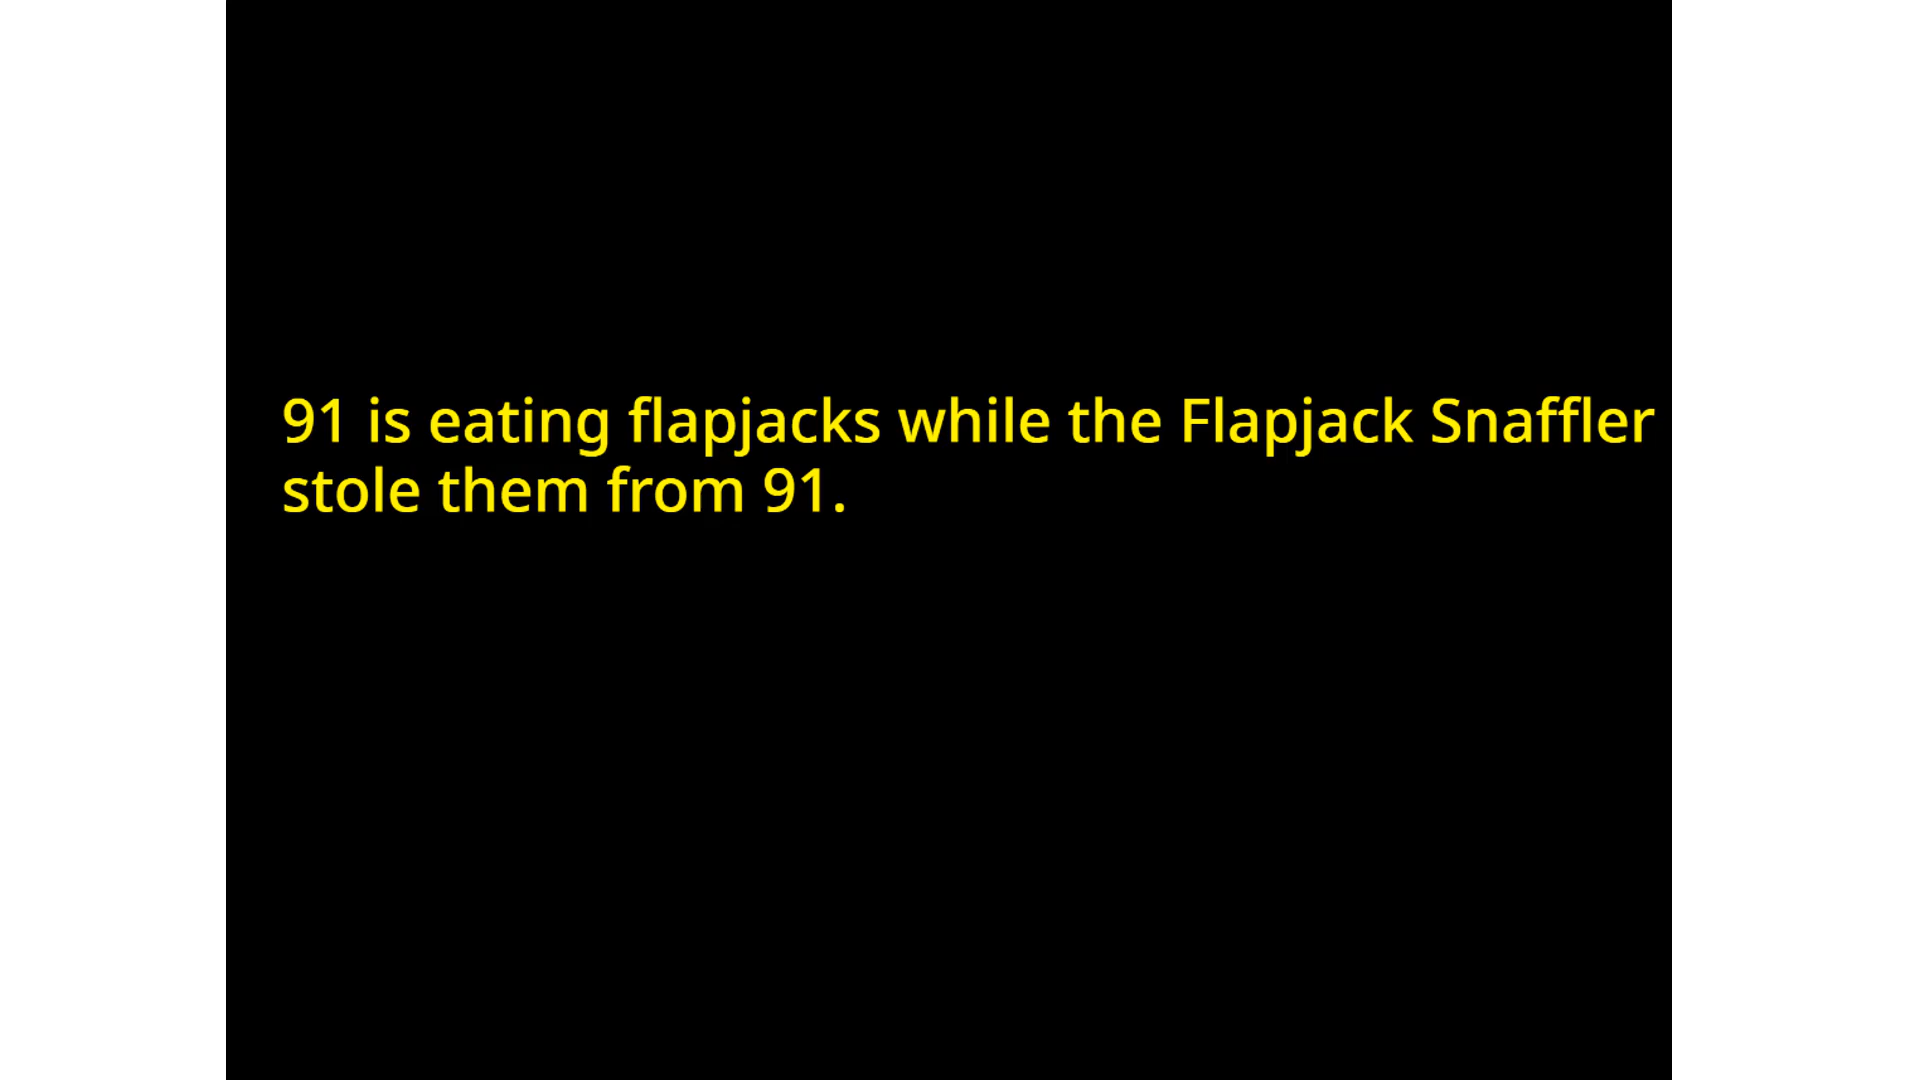 91 is eating flapjacks while the Flapjack Snaffler
stole them from 91.